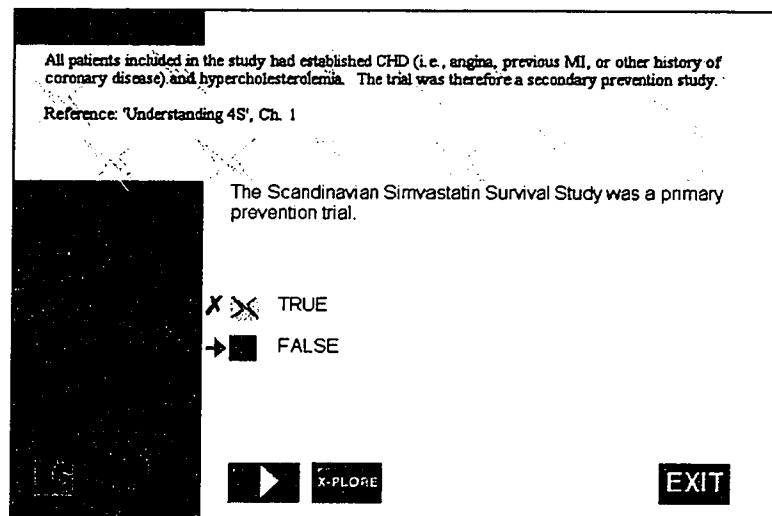 All patients included in the study had established CHD (i.e., angina, previous MI, or other history of
coronary disease) and hypercholesterolemia. The trial was therefore a secondary prevention study.
Reference: 'Understanding 4S', Ch. 1
The Scandinavian Simvastatin Survival Study was a primary
prevention trial.
X TRUE
FALSE
X-PLORE
EXIT